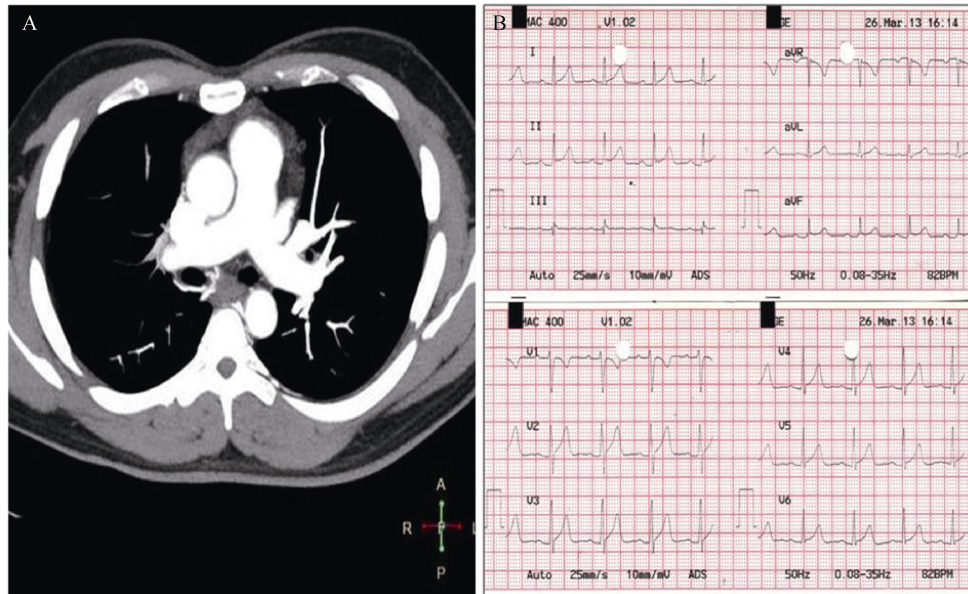 A
A
R F L
P
B
MAC 400 V1.02
I
II
III
Auto 25mm/s 10mm/mV ADS
GE 26.Mar.13 16:14
aVR
aVL
aVF
50Hz 0.08-35Hz 82BPM
MAC 400 V1.02
V1
V2
V3
Auto 25mm/s 10mm/mV ADS
GE 26.Mar.13 16:14
V4
V5
V6
50Hz 0.08-35Hz 82BPM